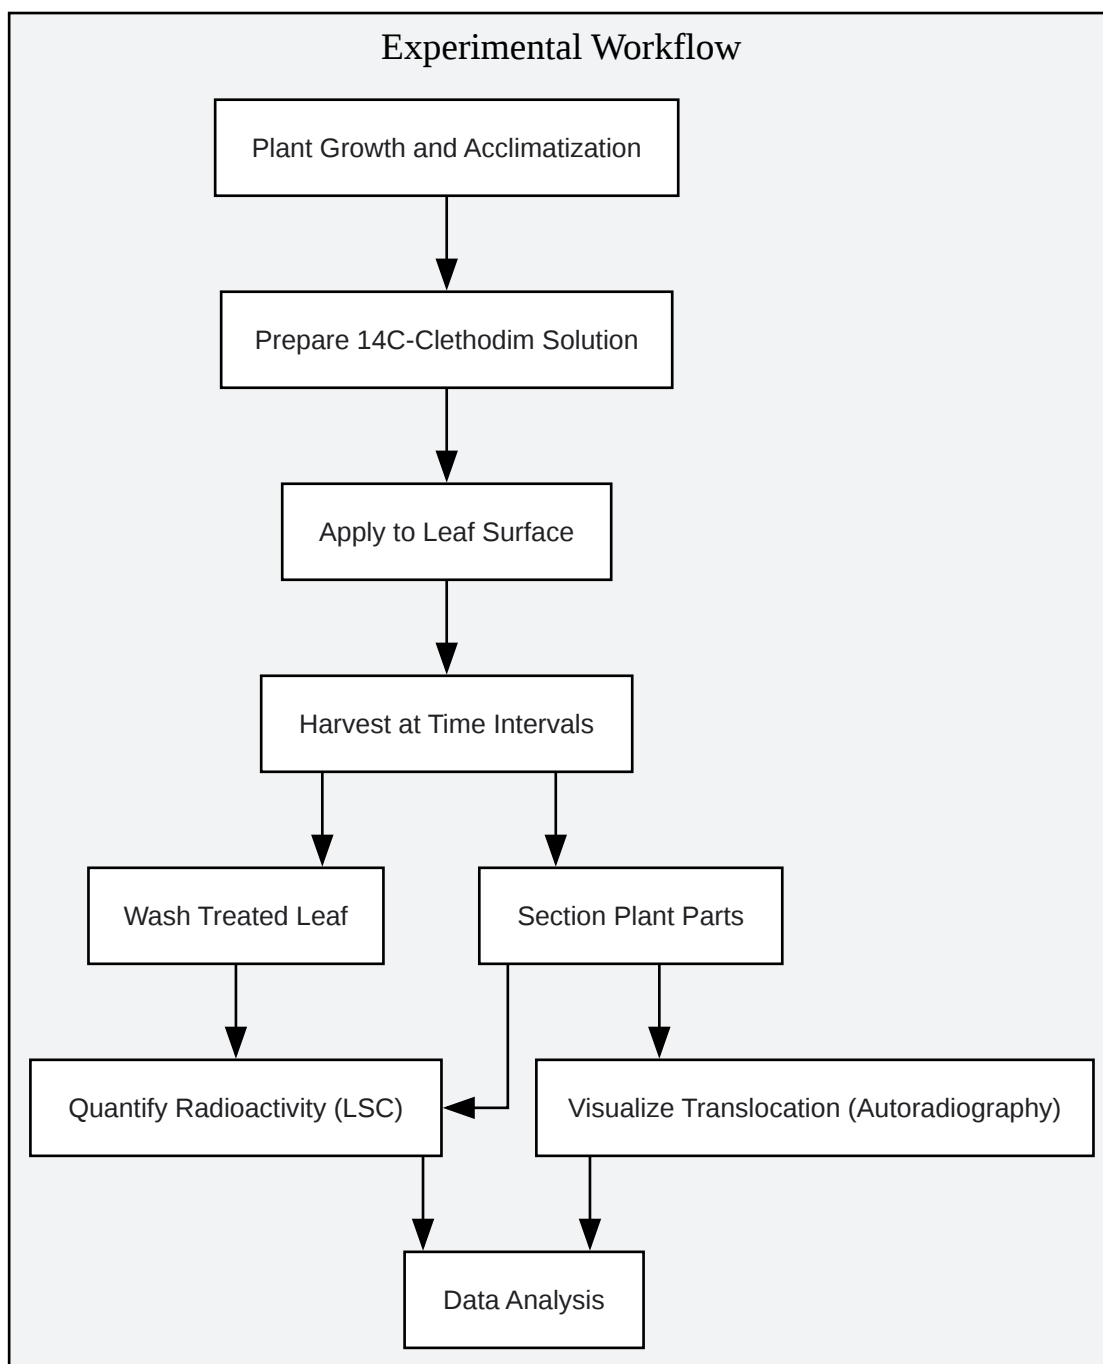 Experimental Workflow
Plant Growth and Acclimatization
Prepare 14C-Clethodim Solution
Apply to Leaf Surface
Harvest at Time Intervals
Wash Treated Leaf
Section Plant Parts
Quantify Radioactivity (LSC)
Visualize Translocation (Autoradiography)
Data Analysis